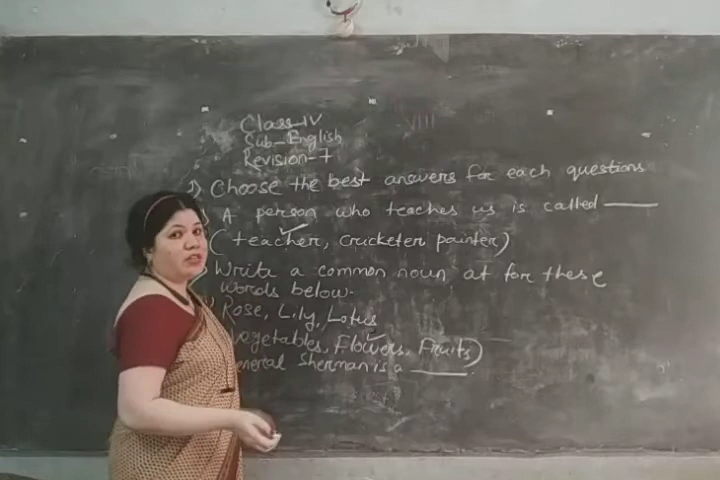 Class-IV
Sub-English
Revision-7
1) Choose the best answers for each questions
A person who teaches us is called ____
(teacher, cricketer painter)
Write a common noun at for these
words below.
Rose, Lily, Lotus
vegetables, Flowers, Fruits)
Sherman is a ____.